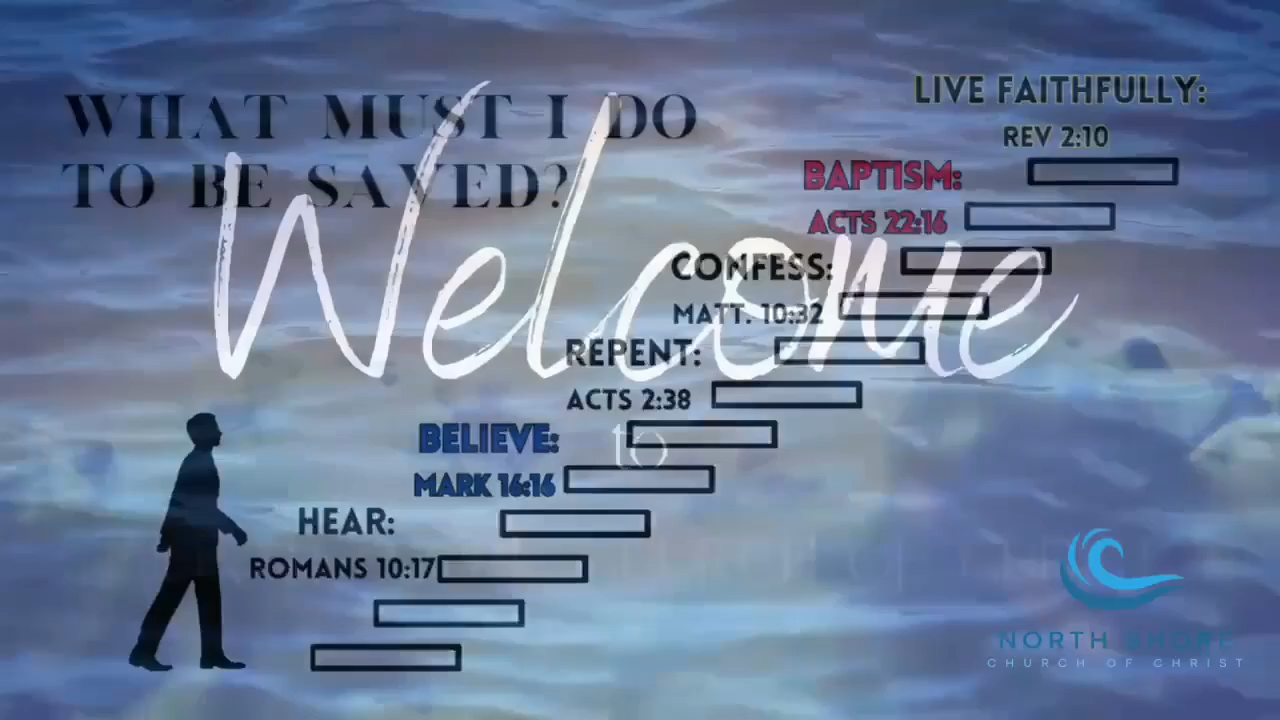 WHAT MUST I DO
TO BE SAVED?
Welcome
to
LIVE FAITHFULLY:
REV 2:10
BAPTISM:
ACTS 22:16
CONFESS:
MATT. 10:32
REPENT:
ACTS 2:38
BELIEVE:
MARK 16:16
HEAR:
ROMANS 10:17
NORTH SHORE
CHURCH OF CHRIST